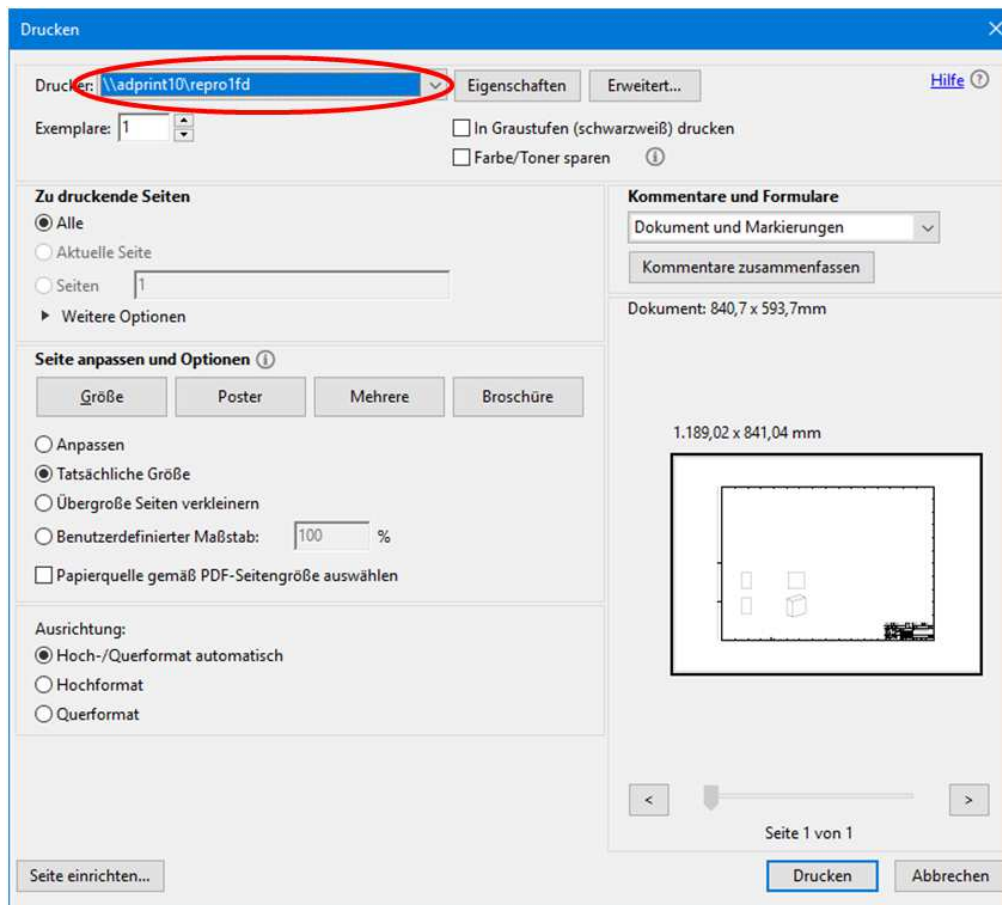 Drucken
Drucker: \\adprint10\repro1fd Eigenschaften Erweitert... Hilfe
Exemplare: 1 In Graustufen (schwarzweiß) drucken
Farbe/Toner sparen
Zu druckende Seiten
Alle
Aktuelle Seite
Seiten 1
Weitere Optionen
Seite anpassen und Optionen
Größe Poster Mehrere Broschüre
Anpassen
Tatsächliche Größe
Übergroße Seiten verkleinern
Benutzerdefinierter Maßstab: 100 %
Papierquelle gemäß PDF-Seitengröße auswählen
Ausrichtung:
Hoch-/Querformat automatisch
Hochformat
Querformat
Kommentare und Formulare
Dokument und Markierungen
Kommentare zusammenfassen
Dokument: 840,7 x 593,7mm
1.189,02 x 841,04 mm
< >
Seite 1 von 1
Seite einrichten... Drucken Abbrechen